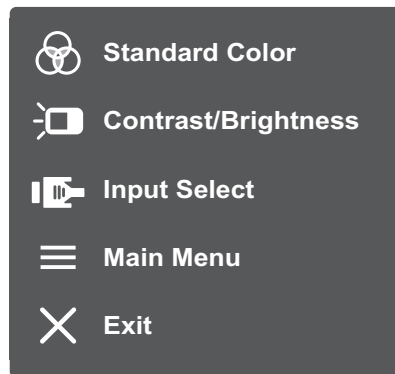 Standard Color
Contrast/Brightness
Input Select
Main Menu
Exit